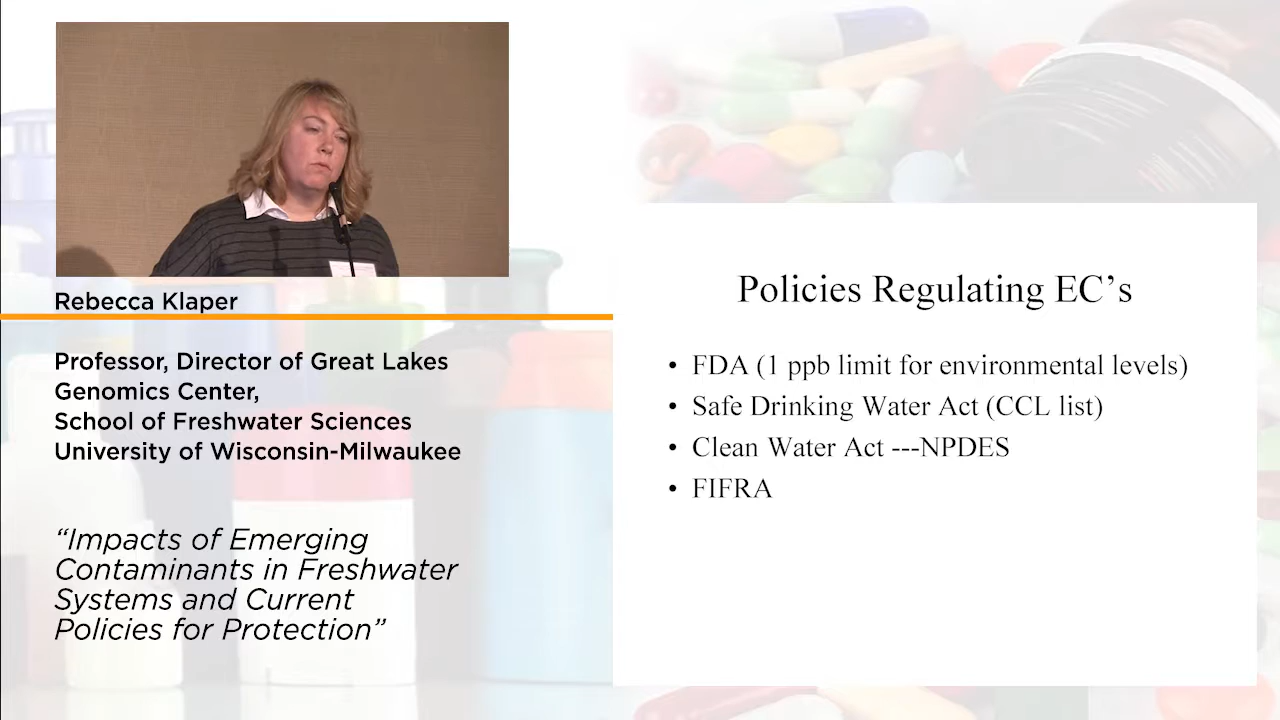 Rebecca Klaper
Professor, Director of Great Lakes
Genomics Center,
School of Freshwater Sciences
University of Wisconsin-Milwaukee
“Impacts of Emerging
Contaminants in Freshwater
Systems and Current
Policies for Protection”
Policies Regulating EC’s
• FDA (1 ppb limit for environmental levels)
• Safe Drinking Water Act (CCL list)
• Clean Water Act ---NPDES
• FIFRA